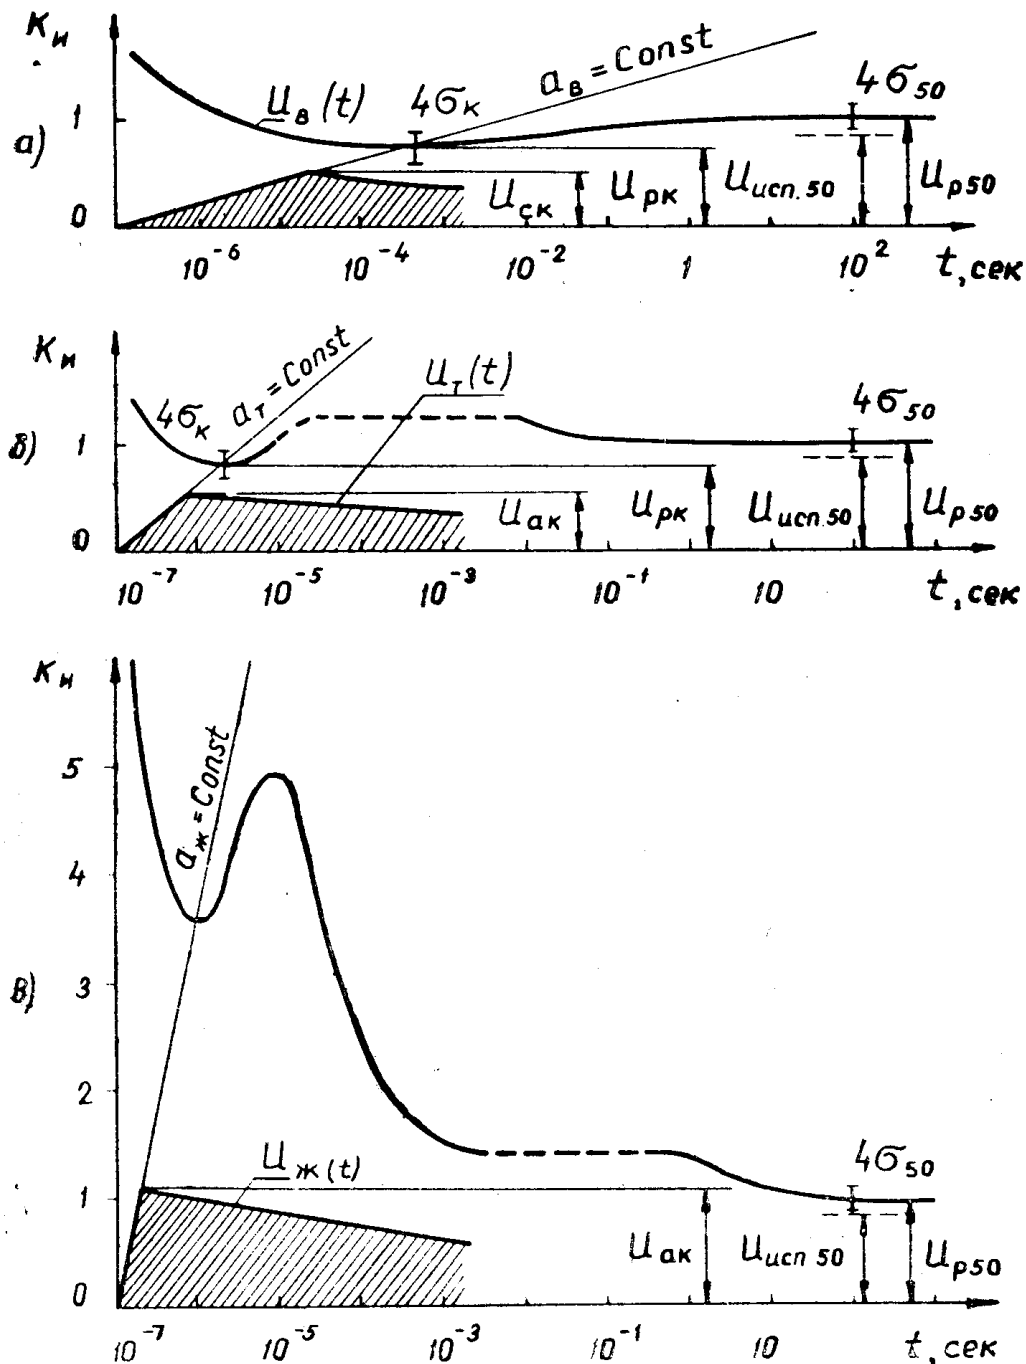 Kи
1
а)
0
Uв(t)
4σк
aв = Const
4σ50
Uск
Uрк
Uисп.50
Uр50
10⁻⁶
10⁻⁴
10⁻²
1
10²
t, сек
Kи
б)
1
0
4σк
aт = Const
Uт(t)
4σ50
Uак
Uрк
Uисп.50
Uр50
10⁻⁷
10⁻⁵
10⁻³
10⁻¹
10
t, сек
Kи
5
4
в)
3
2
1
0
aж = Const
Uж(t)
4σ50
Uак
Uисп 50
Uр50
10⁻⁷
10⁻⁵
10⁻³
10⁻¹
10
t, сек